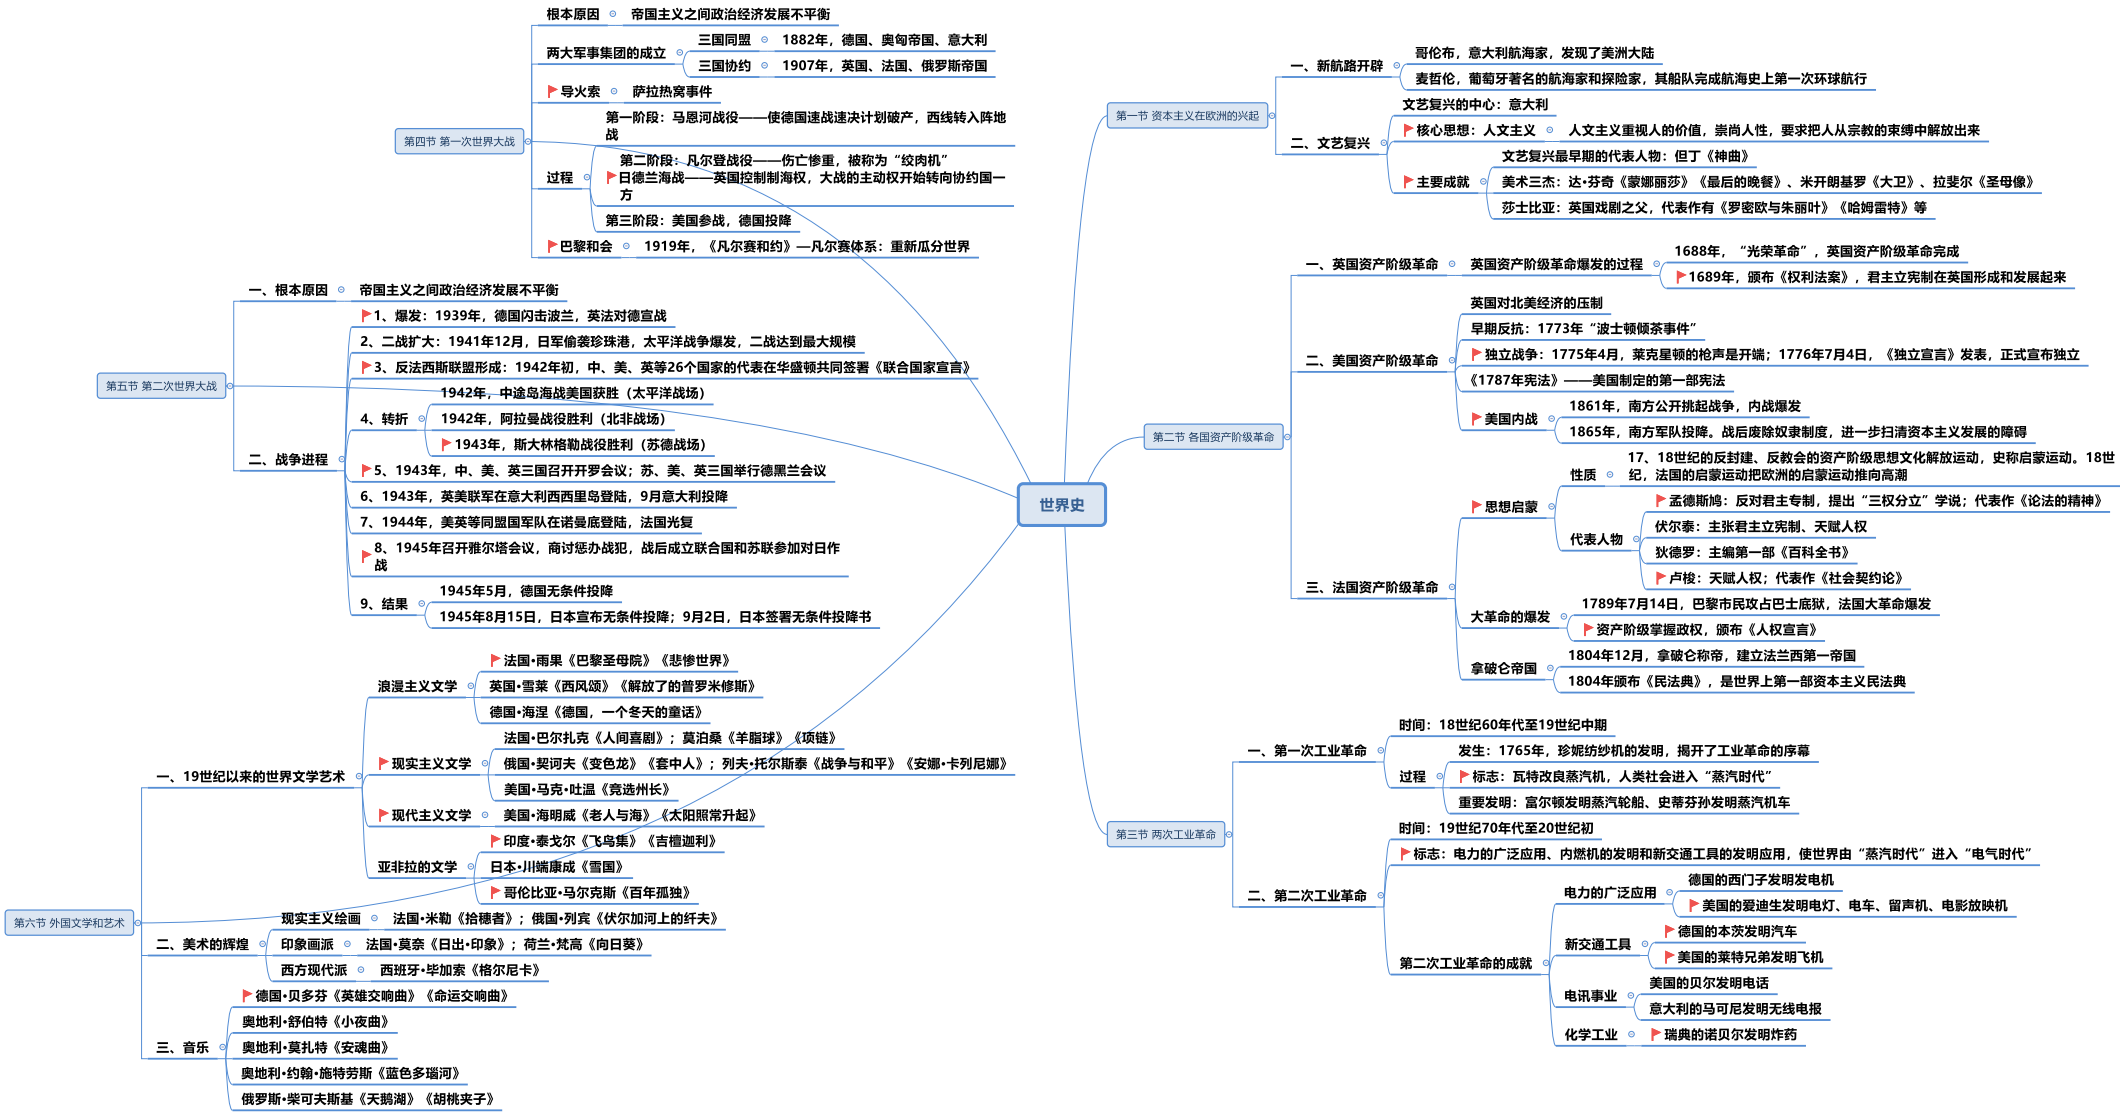 世界史
第一节 资本主义在欧洲的兴起
一、新航路开辟
哥伦布，意大利航海家，发现了美洲大陆
麦哲伦，葡萄牙著名的航海家和探险家，其船队完成航海史上第一次环球航行
二、文艺复兴
文艺复兴的中心：意大利
核心思想：人文主义
人文主义重视人的价值，崇尚人性，要求把人从宗教的束缚中解放出来
主要成就
文艺复兴最早期的代表人物：但丁《神曲》
美术三杰：达•芬奇《蒙娜丽莎》《最后的晚餐》、米开朗基罗《大卫》、拉斐尔《圣母像》
莎士比亚：英国戏剧之父，代表作有《罗密欧与朱丽叶》《哈姆雷特》等
第二节 各国资产阶级革命
一、英国资产阶级革命
英国资产阶级革命爆发的过程
1688年，“光荣革命”，英国资产阶级革命完成
1689年，颁布《权利法案》，君主立宪制在英国形成和发展起来
二、美国资产阶级革命
英国对北美经济的压制
早期反抗：1773年“波士顿倾茶事件”
独立战争：1775年4月，莱克星顿的枪声是开端；1776年7月4日，《独立宣言》发表，正式宣布独立
《1787年宪法》——美国制定的第一部宪法
美国内战
1861年，南方公开挑起战争，内战爆发
1865年，南方军队投降。战后废除奴隶制度，进一步扫清资本主义发展的障碍
三、法国资产阶级革命
思想启蒙
性质
17、18世纪的反封建、反教会的资产阶级思想文化解放运动，史称启蒙运动。18世
纪，法国的启蒙运动把欧洲的启蒙运动推向高潮
代表人物
孟德斯鸠：反对君主专制，提出“三权分立”学说；代表作《论法的精神》
伏尔泰：主张君主立宪制、天赋人权
狄德罗：主编第一部《百科全书》
卢梭：天赋人权；代表作《社会契约论》
大革命的爆发
1789年7月14日，巴黎市民攻占巴士底狱，法国大革命爆发
资产阶级掌握政权，颁布《人权宣言》
拿破仑帝国
1804年12月，拿破仑称帝，建立法兰西第一帝国
1804年颁布《民法典》，是世界上第一部资本主义民法典
第三节 两次工业革命
一、第一次工业革命
时间：18世纪60年代至19世纪中期
过程
发生：1765年，珍妮纺纱机的发明，揭开了工业革命的序幕
标志：瓦特改良蒸汽机，人类社会进入“蒸汽时代”
重要发明：富尔顿发明蒸汽轮船、史蒂芬孙发明蒸汽机车
二、第二次工业革命
时间：19世纪70年代至20世纪初
标志：电力的广泛应用、内燃机的发明和新交通工具的发明应用，使世界由“蒸汽时代”进入“电气时代”
第二次工业革命的成就
电力的广泛应用
德国的西门子发明发电机
美国的爱迪生发明电灯、电车、留声机、电影放映机
新交通工具
德国的本茨发明汽车
美国的莱特兄弟发明飞机
电讯事业
美国的贝尔发明电话
意大利的马可尼发明无线电报
化学工业
瑞典的诺贝尔发明炸药
第四节 第一次世界大战
根本原因
帝国主义之间政治经济发展不平衡
两大军事集团的成立
三国同盟
1882年，德国、奥匈帝国、意大利
三国协约
1907年，英国、法国、俄罗斯帝国
导火索
萨拉热窝事件
过程
第一阶段：马恩河战役——使德国速战速决计划破产，西线转入阵地
战
第二阶段：凡尔登战役——伤亡惨重，被称为“绞肉机”
日德兰海战——英国控制制海权，大战的主动权开始转向协约国一
方
第三阶段：美国参战，德国投降
巴黎和会
1919年，《凡尔赛和约》—凡尔赛体系：重新瓜分世界
第五节 第二次世界大战
一、根本原因
帝国主义之间政治经济发展不平衡
二、战争进程
1、爆发：1939年，德国闪击波兰，英法对德宣战
2、二战扩大：1941年12月，日军偷袭珍珠港，太平洋战争爆发，二战达到最大规模
3、反法西斯联盟形成：1942年初，中、美、英等26个国家的代表在华盛顿共同签署《联合国家宣言》
4、转折
1942年，中途岛海战美国获胜（太平洋战场）
1942年，阿拉曼战役胜利（北非战场）
1943年，斯大林格勒战役胜利（苏德战场）
5、1943年，中、美、英三国召开开罗会议；苏、美、英三国举行德黑兰会议
6、1943年，英美联军在意大利西西里岛登陆，9月意大利投降
7、1944年，美英等同盟国军队在诺曼底登陆，法国光复
8、1945年召开雅尔塔会议，商讨惩办战犯，战后成立联合国和苏联参加对日作
战
9、结果
1945年5月，德国无条件投降
1945年8月15日，日本宣布无条件投降；9月2日，日本签署无条件投降书
第六节 外国文学和艺术
一、19世纪以来的世界文学艺术
浪漫主义文学
法国•雨果《巴黎圣母院》《悲惨世界》
英国•雪莱《西风颂》《解放了的普罗米修斯》
德国•海涅《德国，一个冬天的童话》
现实主义文学
法国•巴尔扎克《人间喜剧》；莫泊桑《羊脂球》《项链》
俄国•契诃夫《变色龙》《套中人》；列夫•托尔斯泰《战争与和平》《安娜•卡列尼娜》
美国•马克•吐温《竞选州长》
现代主义文学
美国•海明威《老人与海》《太阳照常升起》
亚非拉的文学
印度•泰戈尔《飞鸟集》《吉檀迦利》
日本•川端康成《雪国》
哥伦比亚•马尔克斯《百年孤独》
二、美术的辉煌
现实主义绘画
法国•米勒《拾穗者》；俄国•列宾《伏尔加河上的纤夫》
印象画派
法国•莫奈《日出•印象》；荷兰•梵高《向日葵》
西方现代派
西班牙•毕加索《格尔尼卡》
三、音乐
德国•贝多芬《英雄交响曲》《命运交响曲》
奥地利•舒伯特《小夜曲》
奥地利•莫扎特《安魂曲》
奥地利•约翰•施特劳斯《蓝色多瑙河》
俄罗斯•柴可夫斯基《天鹅湖》《胡桃夹子》